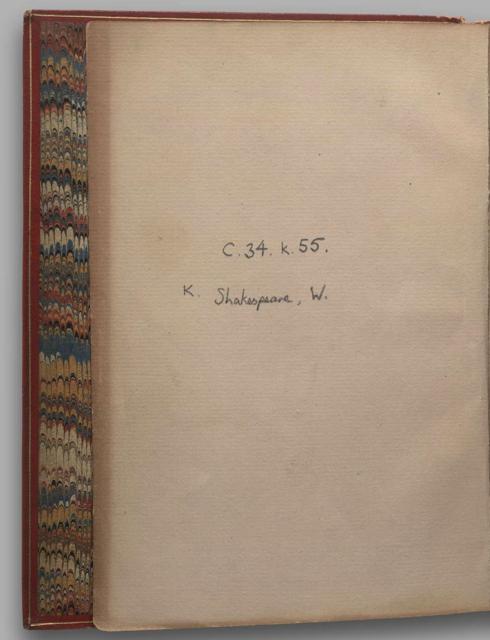 C.34. K.55.
K. Shakespeare, W.